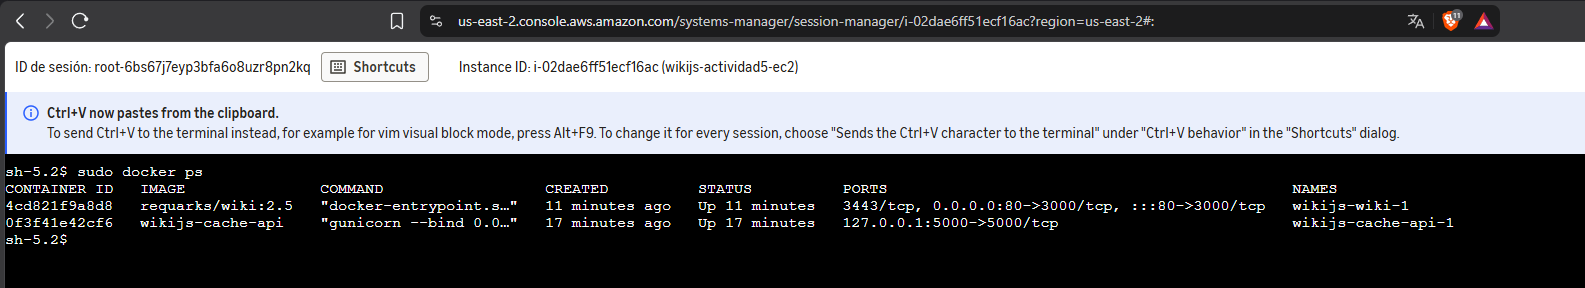 us-east-2.console.aws.amazon.com/systems-manager/session-manager/i-02dae6ff51ecf16ac?region=us-east-2#:
11
ID de sesión: root-6bs67j7eyp3bfa6o8uzr8pn2kq Shortcuts Instance ID: i-02dae6ff51ecf16ac (wikijs-actividad5-ec2)
Ctrl+V now pastes from the clipboard.
To send Ctrl+V to the terminal instead, for example for vim visual block mode, press Alt+F9. To change it for every session, choose "Sends the Ctrl+V character to the terminal" under "Ctrl+V behavior" in the "Shortcuts" dialog.
sh-5.2$ sudo docker ps
CONTAINER ID   IMAGE              COMMAND                  CREATED          STATUS          PORTS                                             NAMES
4cd821f9a8d8   requarks/wiki:2.5   "docker-entrypoint.s…"   11 minutes ago   Up 11 minutes   3443/tcp, 0.0.0.0:80->3000/tcp, :::80->3000/tcp   wikijs-wiki-1
0f3f41e42cf6   wikijs-cache-api    "gunicorn --bind 0.0…"   17 minutes ago   Up 17 minutes   127.0.0.1:5000->5000/tcp                          wikijs-cache-api-1
sh-5.2$